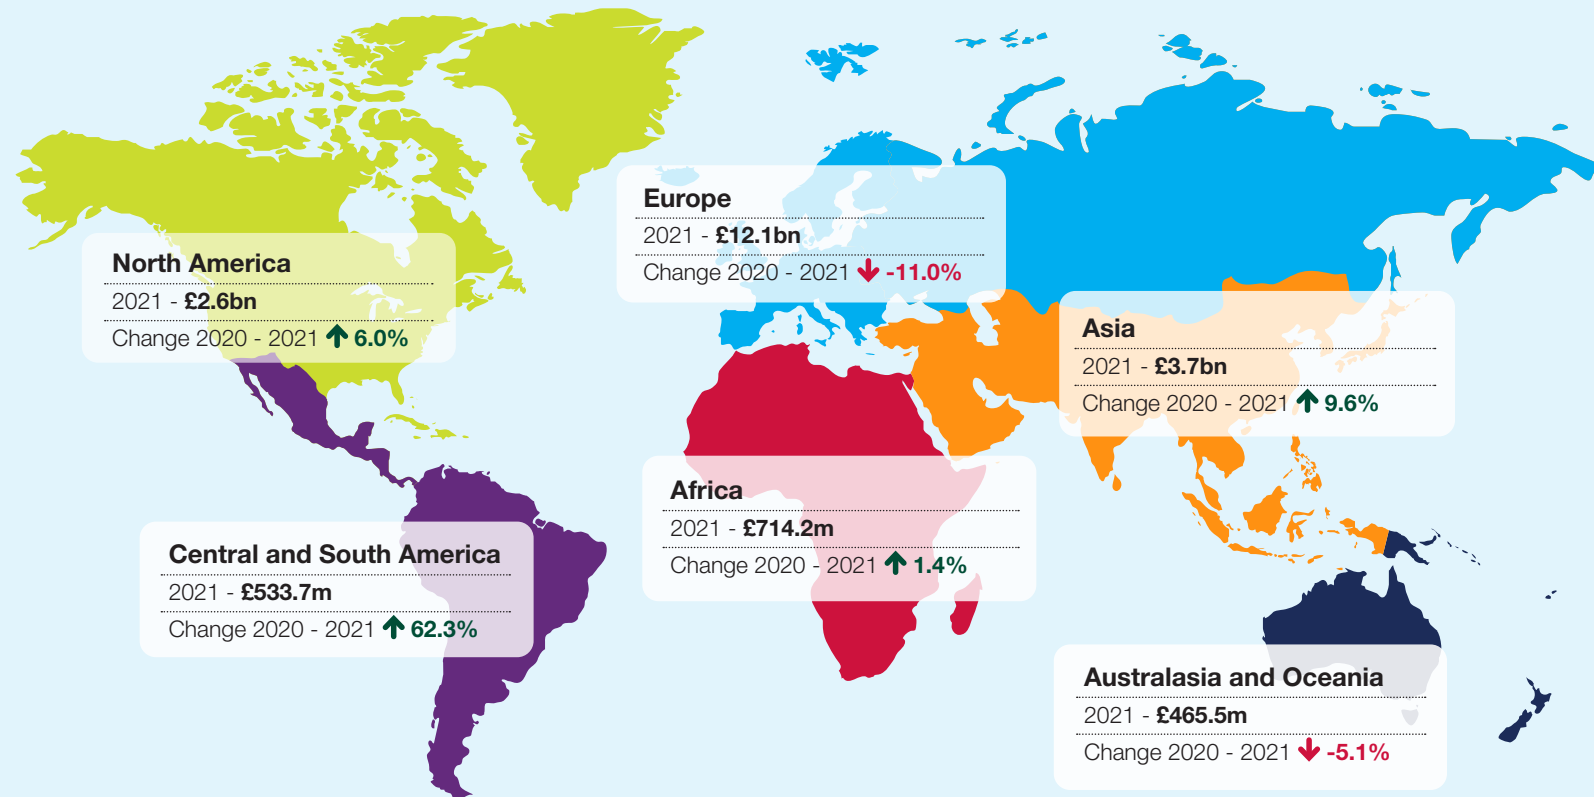 Europe
2021 - £12.1bn
Change 2020 - 2021 -11.0%
North America
2021 - £2.6bn
Change 2020 - 2021 6.0%
Asia
2021 - £3.7bn
Change 2020 - 2021 9.6%
Africa
2021 - £714.2m
Change 2020 - 2021 1.4%
Central and South America
2021 - £533.7m
Change 2020 - 2021 62.3%
Australasia and Oceania
2021 - £465.5m
Change 2020 - 2021 -5.1%